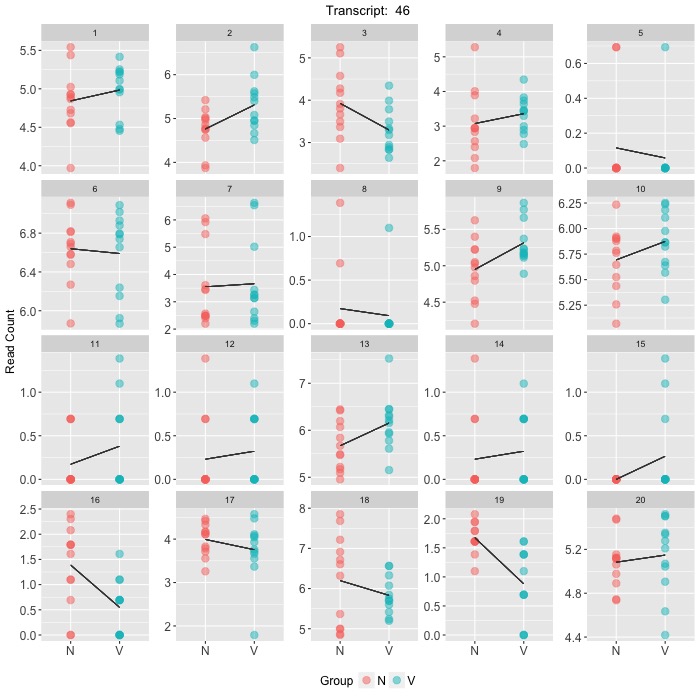 Transcript: 46
1 2 3 4 5
5.5 5.0 4.5 4.0
6 5 4
5 4 3
5 4 3 2
0.6 0.4 0.2 0.0
6 7 8 9 10
6.8 6.4 6.0
6 5 4 3 2
1.0 0.5 0.0
5.5 5.0 4.5
6.25 6.00 5.75 5.50 5.25
Read Count
11 12 13 14 15
1.0 0.5 0.0
1.0 0.5 0.0
7 6 5
1.0 0.5 0.0
1.0 0.5 0.0
16 17 18 19 20
2.5 2.0 1.5 1.0 0.5 0.0
4 3 2
8 7 6 5
2.0 1.5 1.0 0.5 0.0
5.2 4.8 4.4
N V N V N V N V N V
Group N V